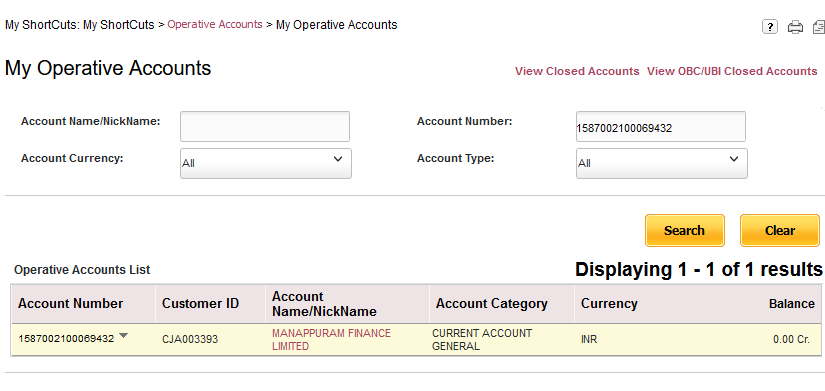 My ShortCuts: My ShortCuts > Operative Accounts > My Operative Accounts
?
My Operative Accounts
View Closed Accounts View OBC/UBI Closed Accounts
Account Name/NickName:
Account Number: 1587002100069432
Account Currency: All
Account Type: All
Search Clear
Operative Accounts List
Displaying 1 - 1 of 1 results
Account Number Customer ID Account Name/NickName Account Category Currency Balance
1587002100069432 CJA003393 MANAPPURAM FINANCE LIMITED CURRENT ACCOUNT GENERAL INR 0.00 Cr.